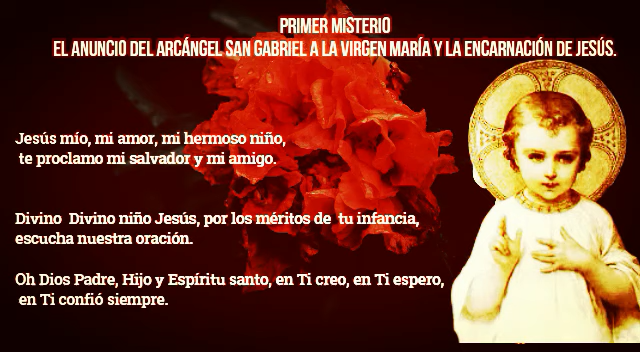 PRIMER MISTERIO
EL ANUNCIO DEL ARCÁNGEL SAN GABRIEL A LA VIRGEN MARÍA Y LA ENCARNACIÓN DE JESÚS.
Jesús mío, mi amor, mi hermoso niño,
te proclamo mi salvador y mi amigo.
Divino Divino niño Jesús, por los méritos de tu infancia,
escucha nuestra oración.
Oh Dios Padre, Hijo y Espíritu santo, en Ti creo, en Ti espero,
en Ti confió siempre.